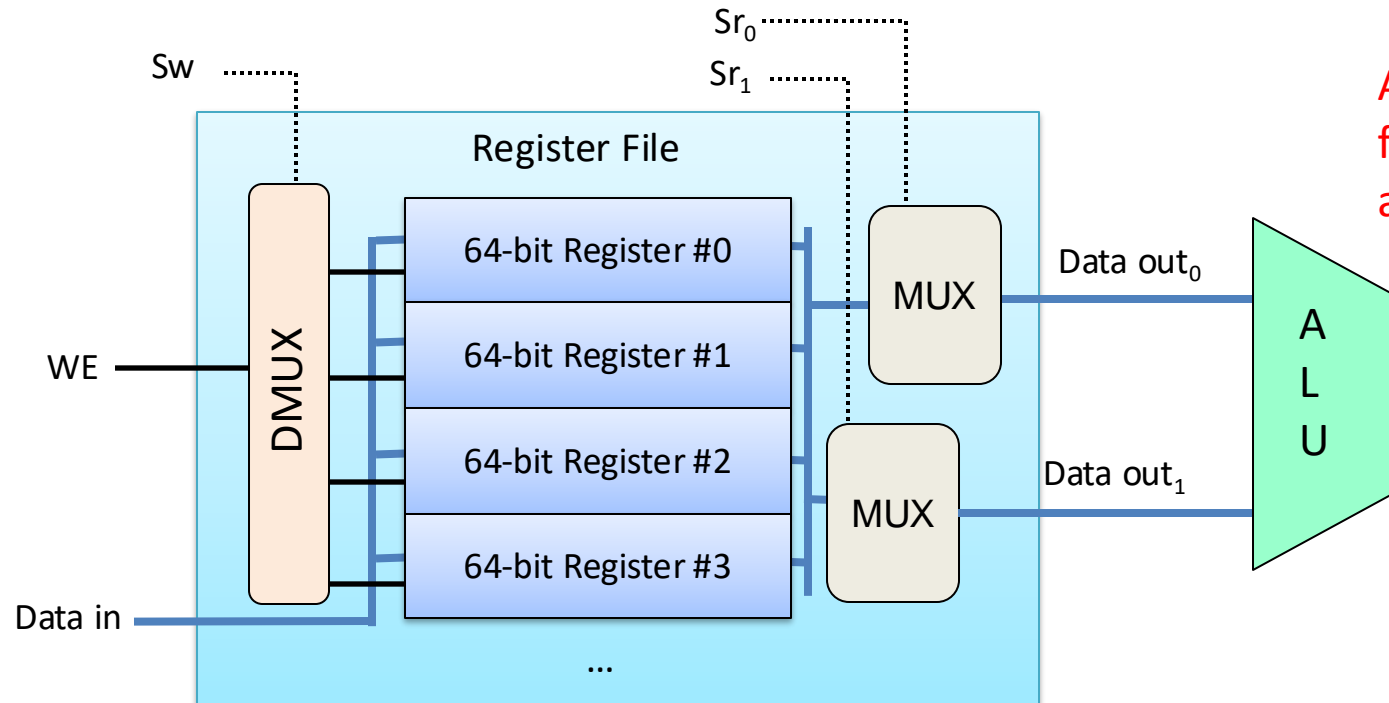 Sr₀
Sr₁
Sw
Register File
64-bit Register #0
64-bit Register #1
64-bit Register #2
64-bit Register #3
...
WE
DMUX
Data in
MUX
MUX
Data out₀
Data out₁
A
L
U